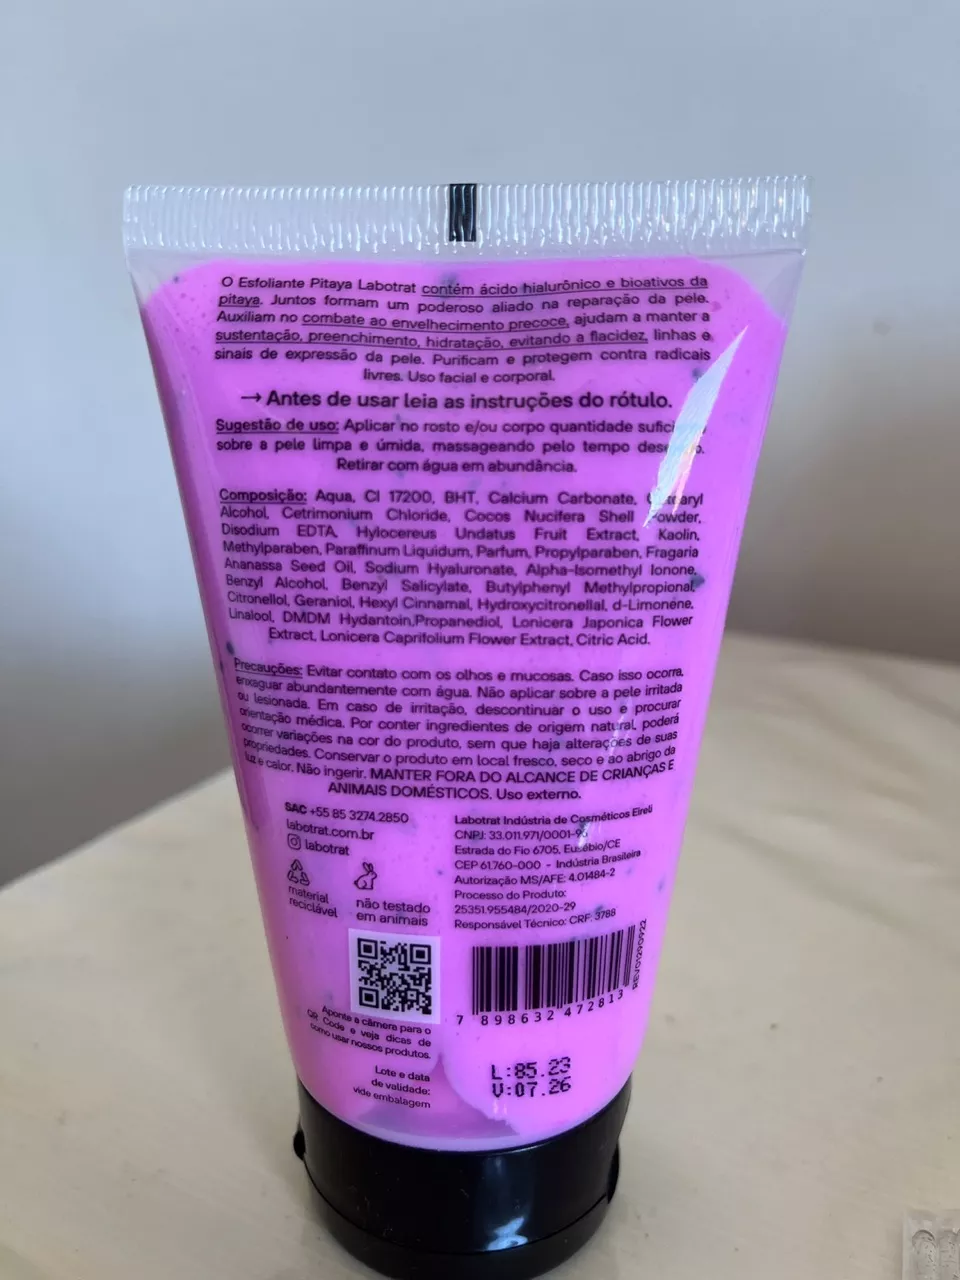 O Esfoliante Pitaya Labotrat contém ácido hialurônico e bioativos da
pitaya. Juntos formam um poderoso aliado na reparação da pele.
Auxiliam no combate ao envelhecimento precoce, ajudam a manter a
sustentação, preenchimento, hidratação, evitando a flacidez, linhas e
sinais de expressão da pele. Purificam e protegem contra radicais
livres. Uso facial e corporal.
→ Antes de usar leia as instruções do rótulo.
Sugestão de uso: Aplicar no rosto e/ou corpo quantidade
sobre a pele limpa e úmida, massageando pelo tempo
Retirar com água em abundância.
Composição: Aqua, CI 17200, BHT, Calcium Carbonate,
Alcohol, Cetrimonium Chloride, Cocos Nucifera Shell Powder,
Disodium EDTA, Hylocereus Undatus Fruit Extract, Kaolin,
Methylparaben, Paraffinum Liquidum, Parfum, Propylparaben, Fragaria
Ananassa Seed Oil, Sodium Hyaluronate, Alpha-Isomethyl Ionone,
Benzyl Alcohol, Benzyl Salicylate, Butylphenyl Methylpropional,
Citronellol, Geraniol, Hexyl Cinnamal, Hydroxycitronellal, d-Limonene,
Linalool, DMDM Hydantoin,Propanediol, Lonicera Japonica Flower
Extract, Lonicera Caprifolium Flower Extract, Citric Acid.
Precauções: Evitar contato com os olhos e mucosas. Caso isso ocorra,
enxaguar abundantemente com água. Não aplicar sobre a pele irritada
ou lesionada. Em caso de irritação, descontinuar o uso e procurar
orientação médica. Por conter ingredientes de origem natural, poderá
ocorrer variações na cor do produto, sem que haja alterações de suas
propriedades. Conservar o produto em local fresco, seco e ao abrigo da
luz e calor. Não ingerir. MANTER FORA DO ALCANCE DE CRIANÇAS E
ANIMAIS DOMÉSTICOS. Uso externo.
SAC +55 85 3274.2850
labotrat.com.br
labotrat
material
reciclável
não testado
em animais
Labotrat Indústria de Cosméticos Eireli
CNPJ: 33.011.971/0001-96
Estrada do Fio 6705, Eusébio/CE
CEP 61.760-000 - Indústria Brasileira
Autorização MS/AFE: 4.01484-2
Processo do Produto:
25351.955484/2020-29
Responsável Técnico: CRF: 3788
REV01290922
7 898632 472813
Aponte a câmera para o
QR Code e veja dicas de
como usar nossos produtos.
Lote e data
de validade:
vide embalagem
L:85.23
V:07.26